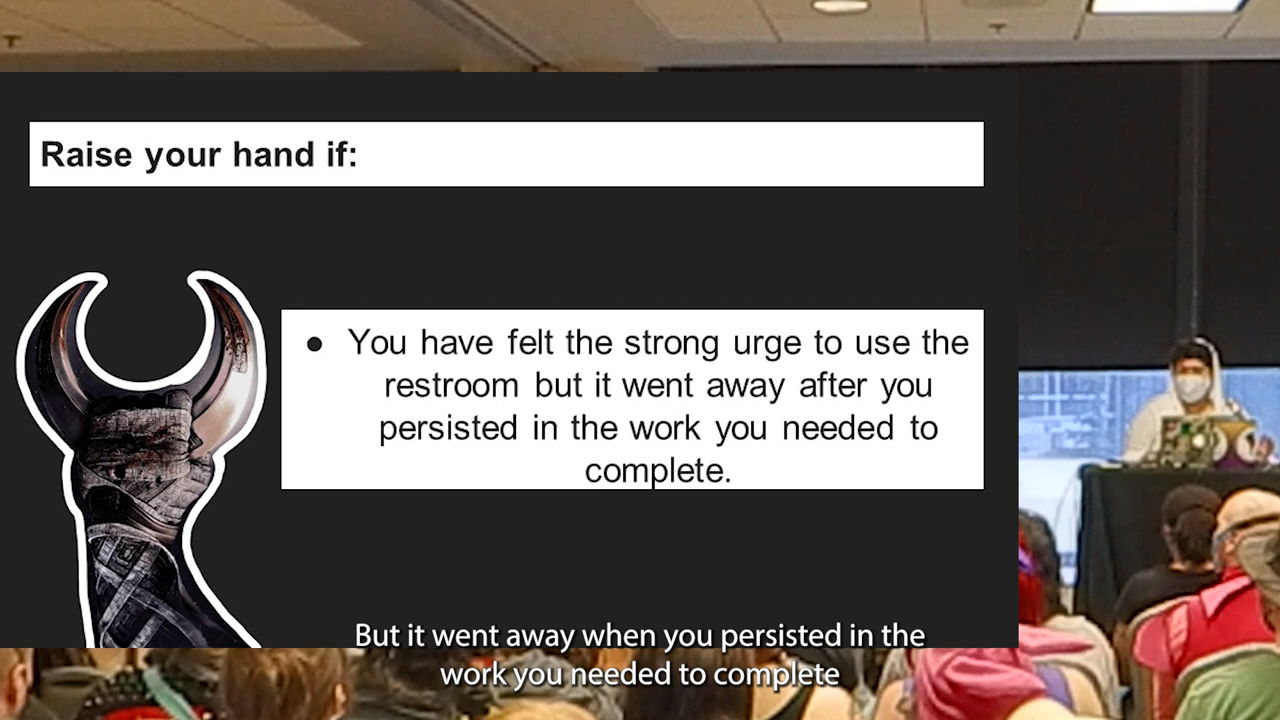 Raise your hand if:
● You have felt the strong urge to use the
restroom but it went away after you
persisted in the work you needed to
complete.
But it went away when you persisted in the
work you needed to complete